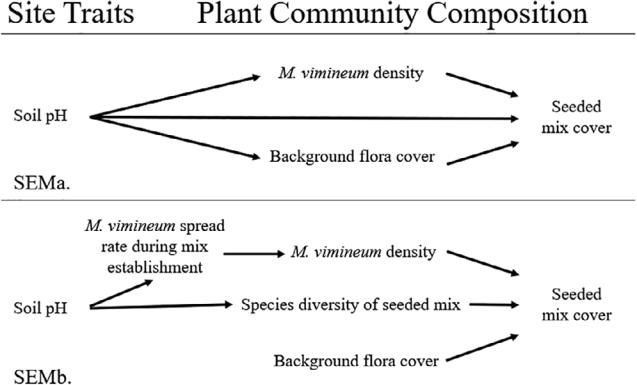 Site Traits Plant Community Composition
M. vimineum density
Soil pH
Seeded
mix cover
Background flora cover
SEMa.
M. vimineum spread
rate during mix
establishment
M. vimineum density
Soil pH
Species diversity of seeded mix
Seeded
mix cover
Background flora cover
SEMb.